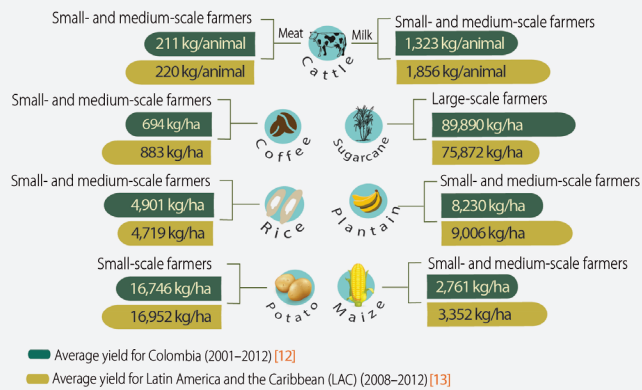 Small- and medium-scale farmers
211 kg/animal
220 kg/animal
Meat
Cattle
Milk
Small- and medium-scale farmers
1,323 kg/animal
1,856 kg/animal
Small- and medium-scale farmers
694 kg/ha
883 kg/ha
Coffee
Sugarcane
Large-scale farmers
89,890 kg/ha
75,872 kg/ha
Small- and medium-scale farmers
4,901 kg/ha
4,719 kg/ha
Rice
Plantain
Small- and medium-scale farmers
8,230 kg/ha
9,006 kg/ha
Small-scale farmers
16,746 kg/ha
16,952 kg/ha
Potato
Maize
Small- and medium-scale farmers
2,761 kg/ha
3,352 kg/ha
Average yield for Colombia (2001–2012) [12]
Average yield for Latin America and the Caribbean (LAC) (2008–2012) [13]